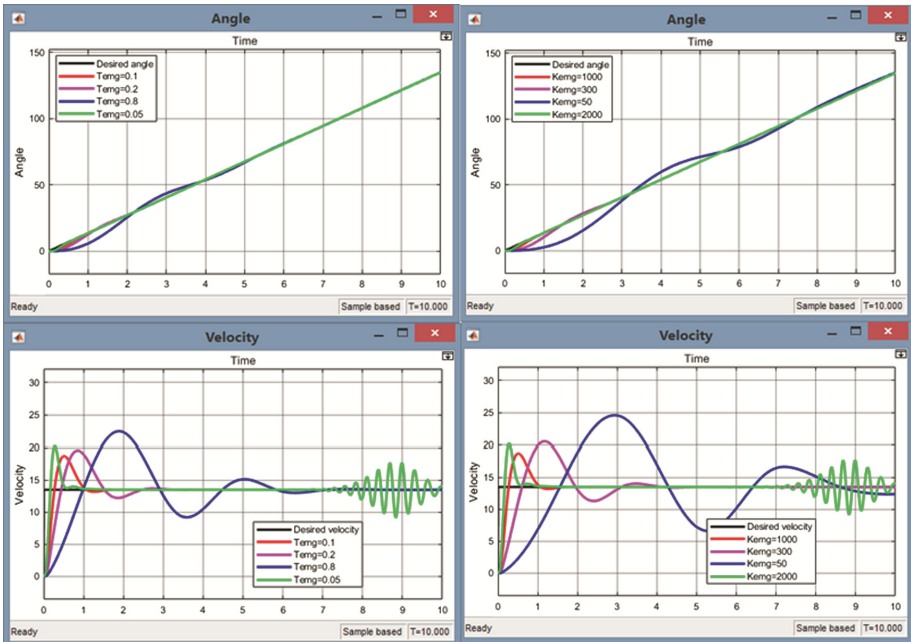 Angle
Time
150
100
50
0
Angle
Desired angle
Temg=0.1
Temg=0.2
Temg=0.8
Temg=0.05
0 1 2 3 4 5 6 7 8 9 10
Ready
Sample based
T=10.000
Angle
Time
150
100
50
0
Angle
Desired angle
Kemg=1000
Kemg=300
Kemg=50
Kemg=2000
0 1 2 3 4 5 6 7 8 9 10
Ready
Sample based
T=10.000
Velocity
Time
30
25
20
15
10
5
0
Velocity
Desired velocity
Temg=0.1
Temg=0.2
Temg=0.8
Temg=0.05
0 1 2 3 4 5 6 7 8 9 10
Ready
Sample based
T=10.000
Velocity
Time
30
25
20
15
10
5
0
Velocity
Desired velocity
Kemg=1000
Kemg=300
Kemg=50
Kemg=2000
0 1 2 3 4 5 6 7 8 9 10
Ready
Sample based
T=10.000